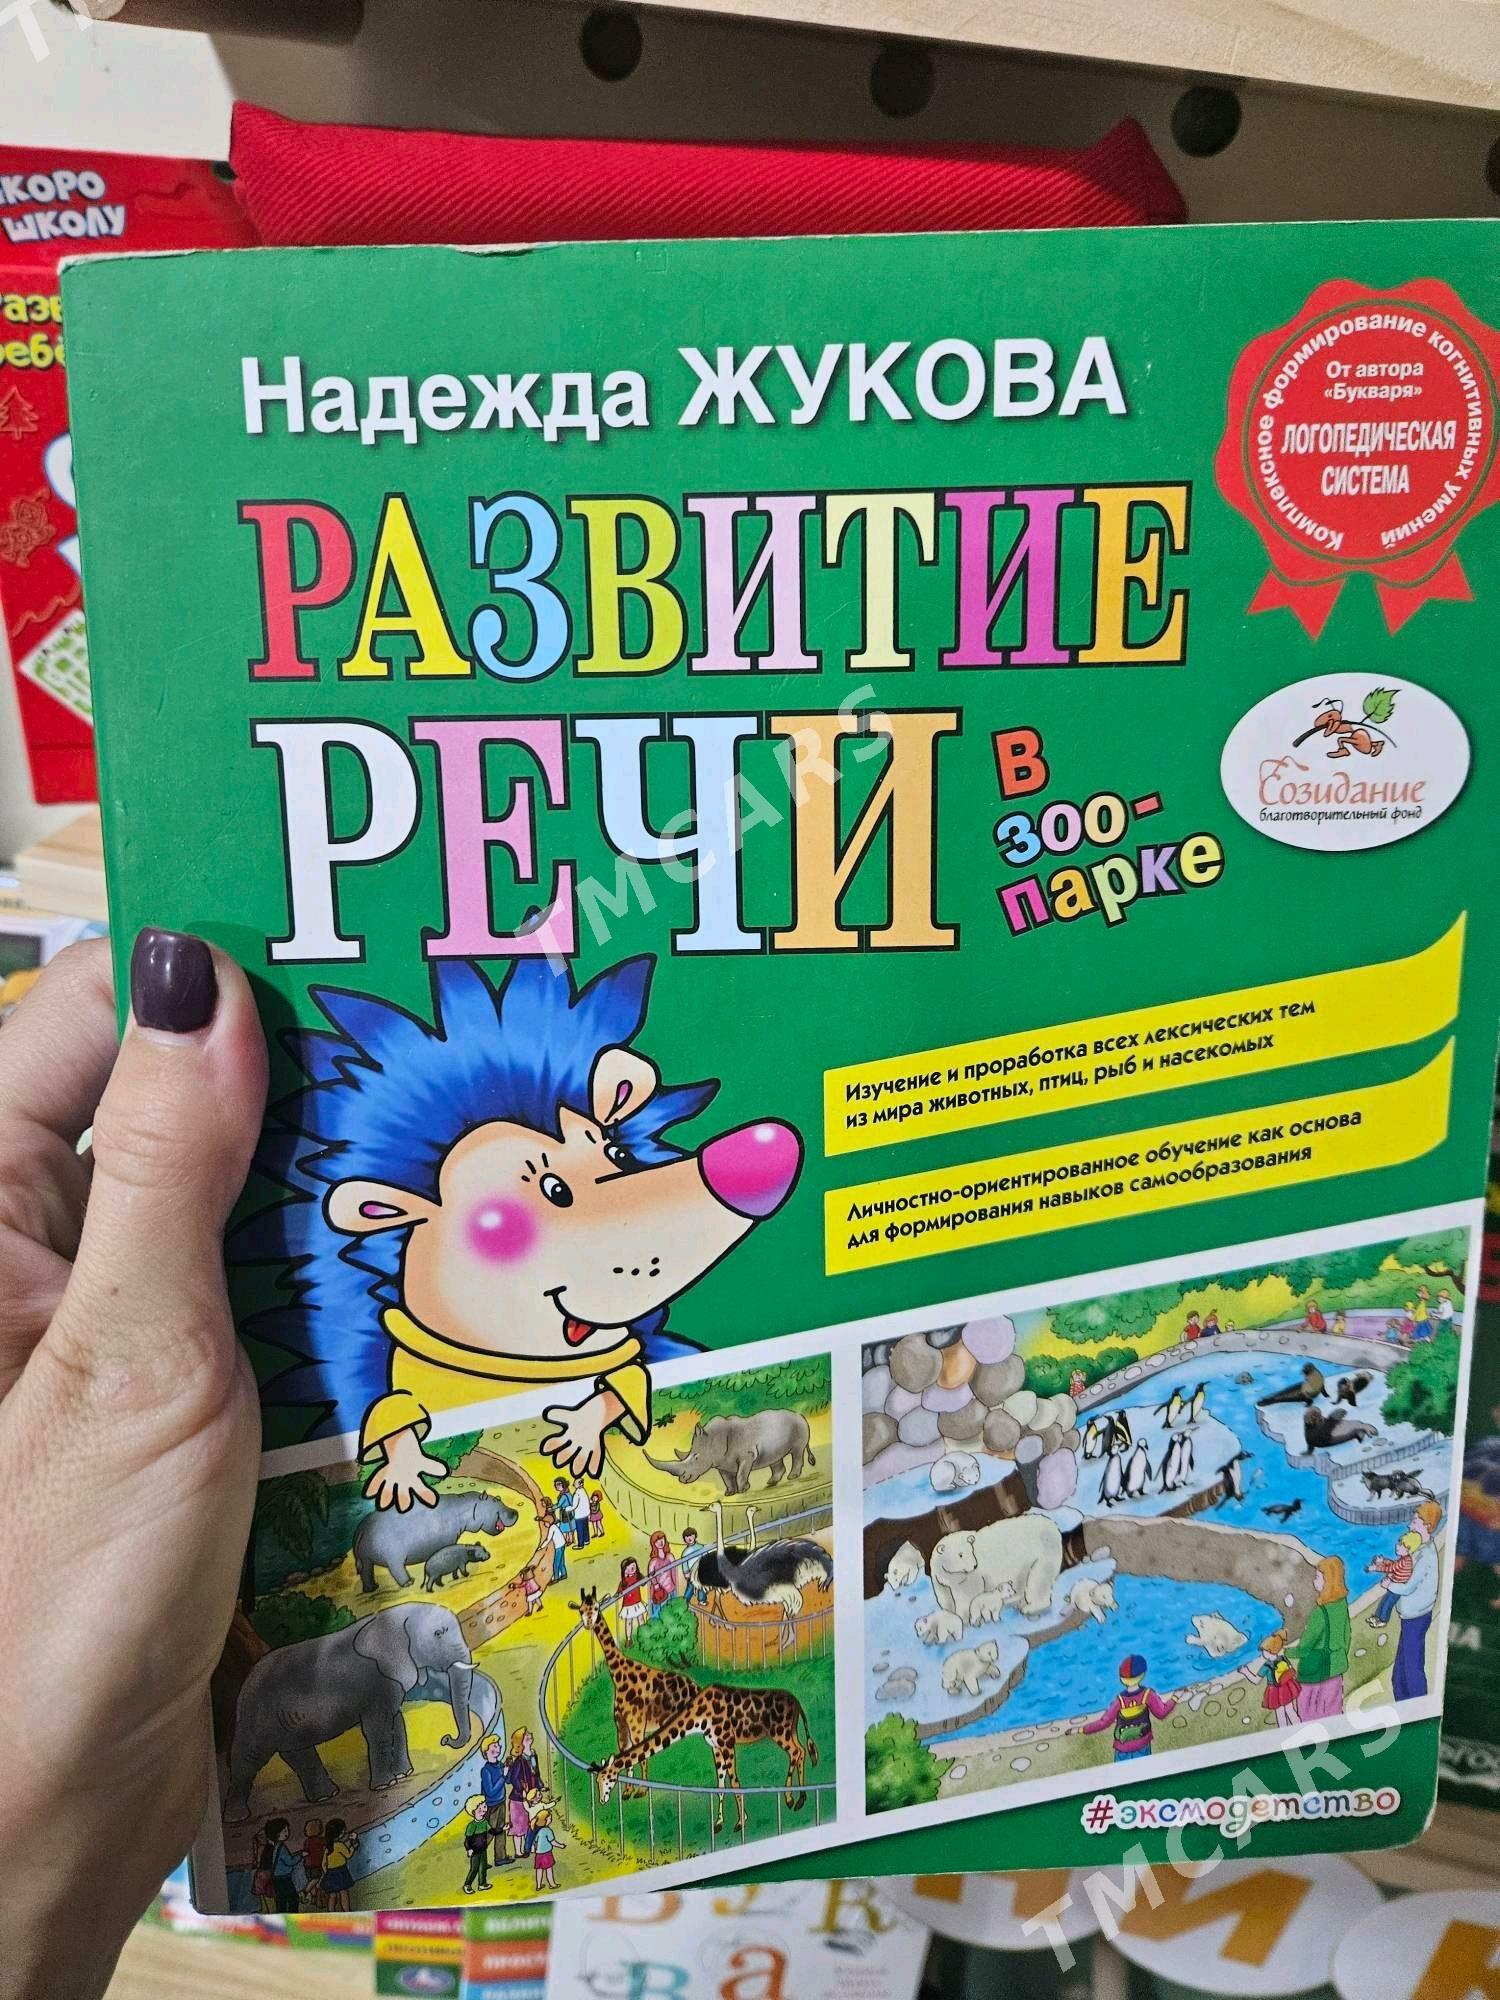 КОРО
ШКОЛУ
Надежда ЖУКОВА
РАЗВИТИЕ
РЕЧИ
в
зоо-
парке
Комплексное формирование когнитивных умений
От автора
«Букваря»
ЛОГОПЕДИЧЕСКАЯ
СИСТЕМА
Созидание
благотворительный фонд
Изучение и проработка всех лексических тем
из мира животных, птиц, рыб и насекомых
Личностно-ориентированное обучение как основа
для формирования навыков самообразования
#эксмодетство
TMCARS
TMCARS